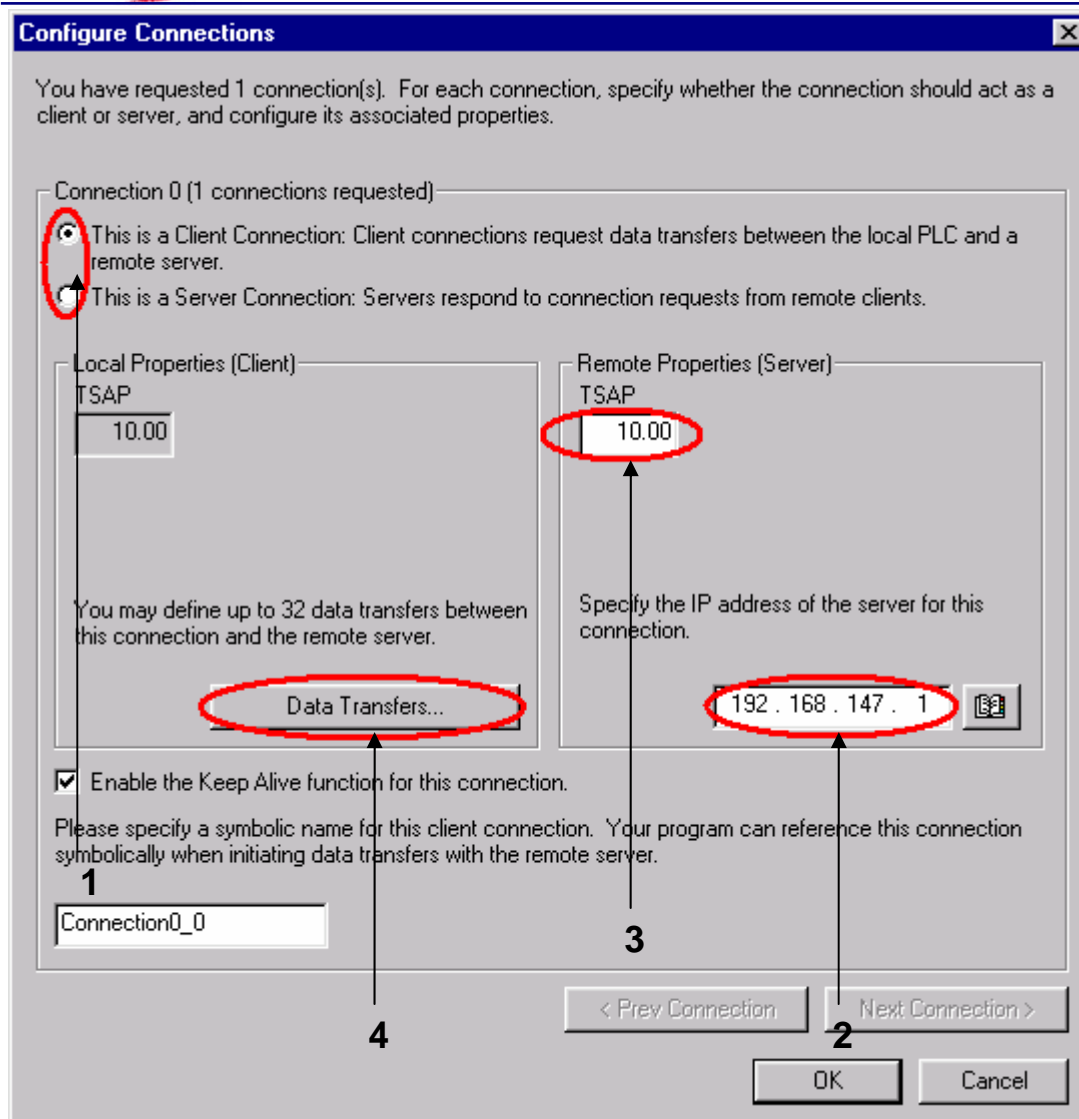 Configure Connections
You have requested 1 connection(s). For each connection, specify whether the connection should act as a
client or server, and configure its associated properties.
Connection 0 (1 connections requested)
This is a Client Connection: Client connections request data transfers between the local PLC and a
remote server.
This is a Server Connection: Servers respond to connection requests from remote clients.
Local Properties (Client)
TSAP
10.00
You may define up to 32 data transfers between
this connection and the remote server.
Data Transfers...
Remote Properties (Server)
TSAP
10.00
Specify the IP address of the server for this
connection.
192 . 168 . 147 . 1
Enable the Keep Alive function for this connection.
Please specify a symbolic name for this client connection. Your program can reference this connection
symbolically when initiating data transfers with the remote server.
1
Connection0_0
3
< Prev Connection
Next Connection >
4
2
OK
Cancel